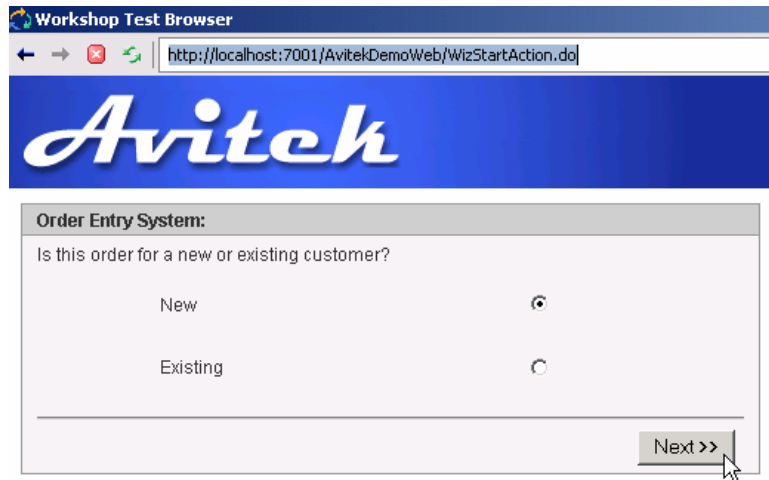 Workshop Test Browser
http://localhost:7001/AvitekDemoWeb/WizStartAction.do
Avitek
Order Entry System:
Is this order for a new or existing customer?
New
Existing
Next >>